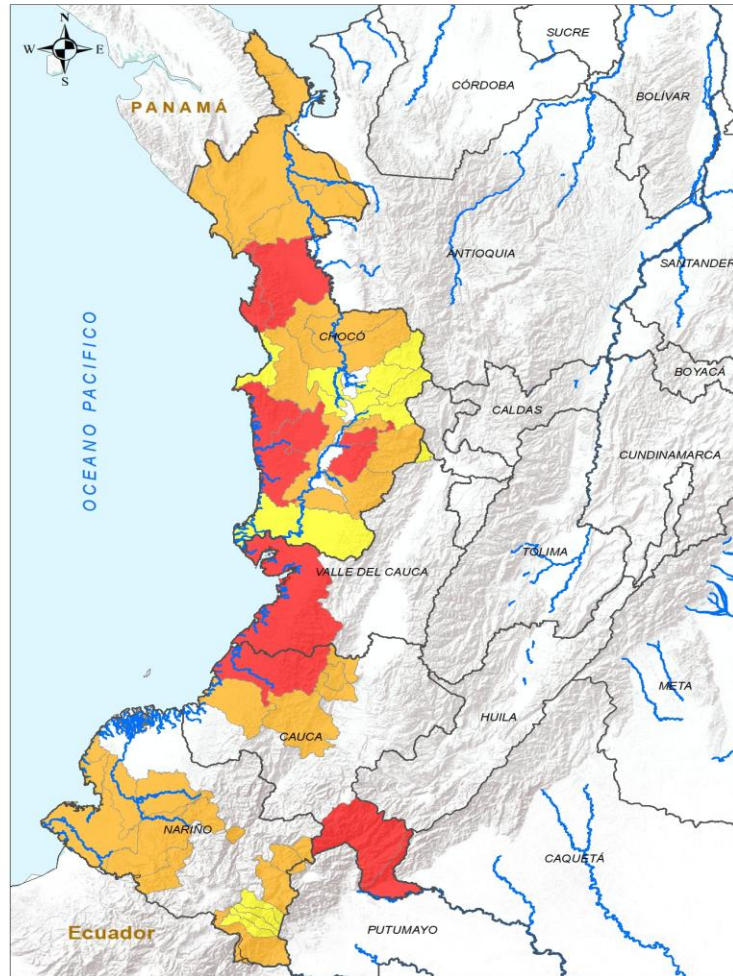 N
W E
S
SUCRE
CÓRDOBA
BOLÍVAR
PANAMÁ
ANTIOQUIA
SANTANDER
OCEANO PACIFICO
CHOCÓ
BOYACÁ
CALDAS
CUNDINAMARCA
TOLIMA
VALLE DEL CAUCA
META
HUILA
CAUCA
NARIÑO
CAQUETÁ
Ecuador
PUTUMAYO